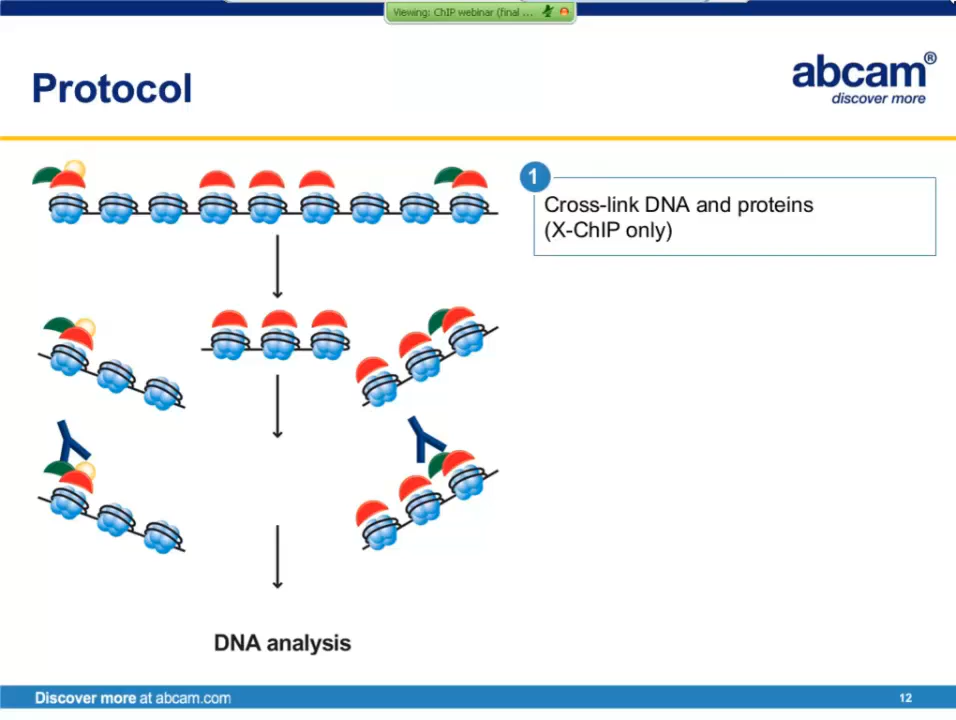 Viewing: ChIP webinar (final ...
Protocol
abcam®
discover more
1
Cross-link DNA and proteins
(X-ChIP only)
DNA analysis
Discover more at abcam.com
12